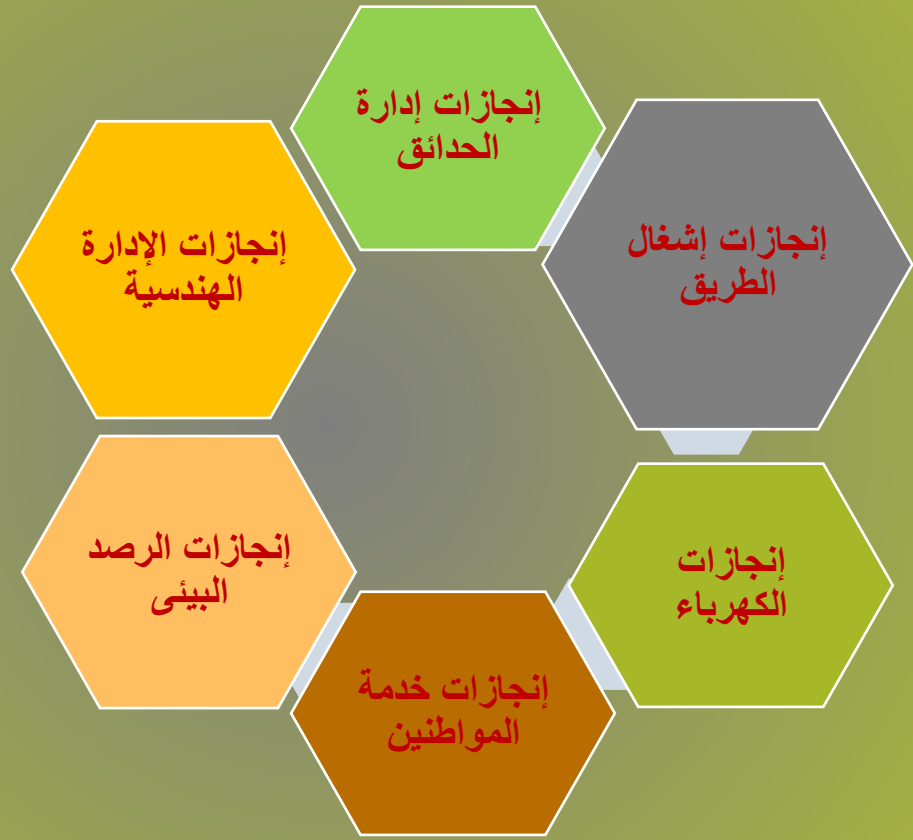 إنجازات إدارة
الحدائق
إنجازات إشغال
الطريق
إنجازات
الكهرباء
إنجازات خدمة
المواطنين
إنجازات الرصد
البيئى
إنجازات الإدارة
الهندسية